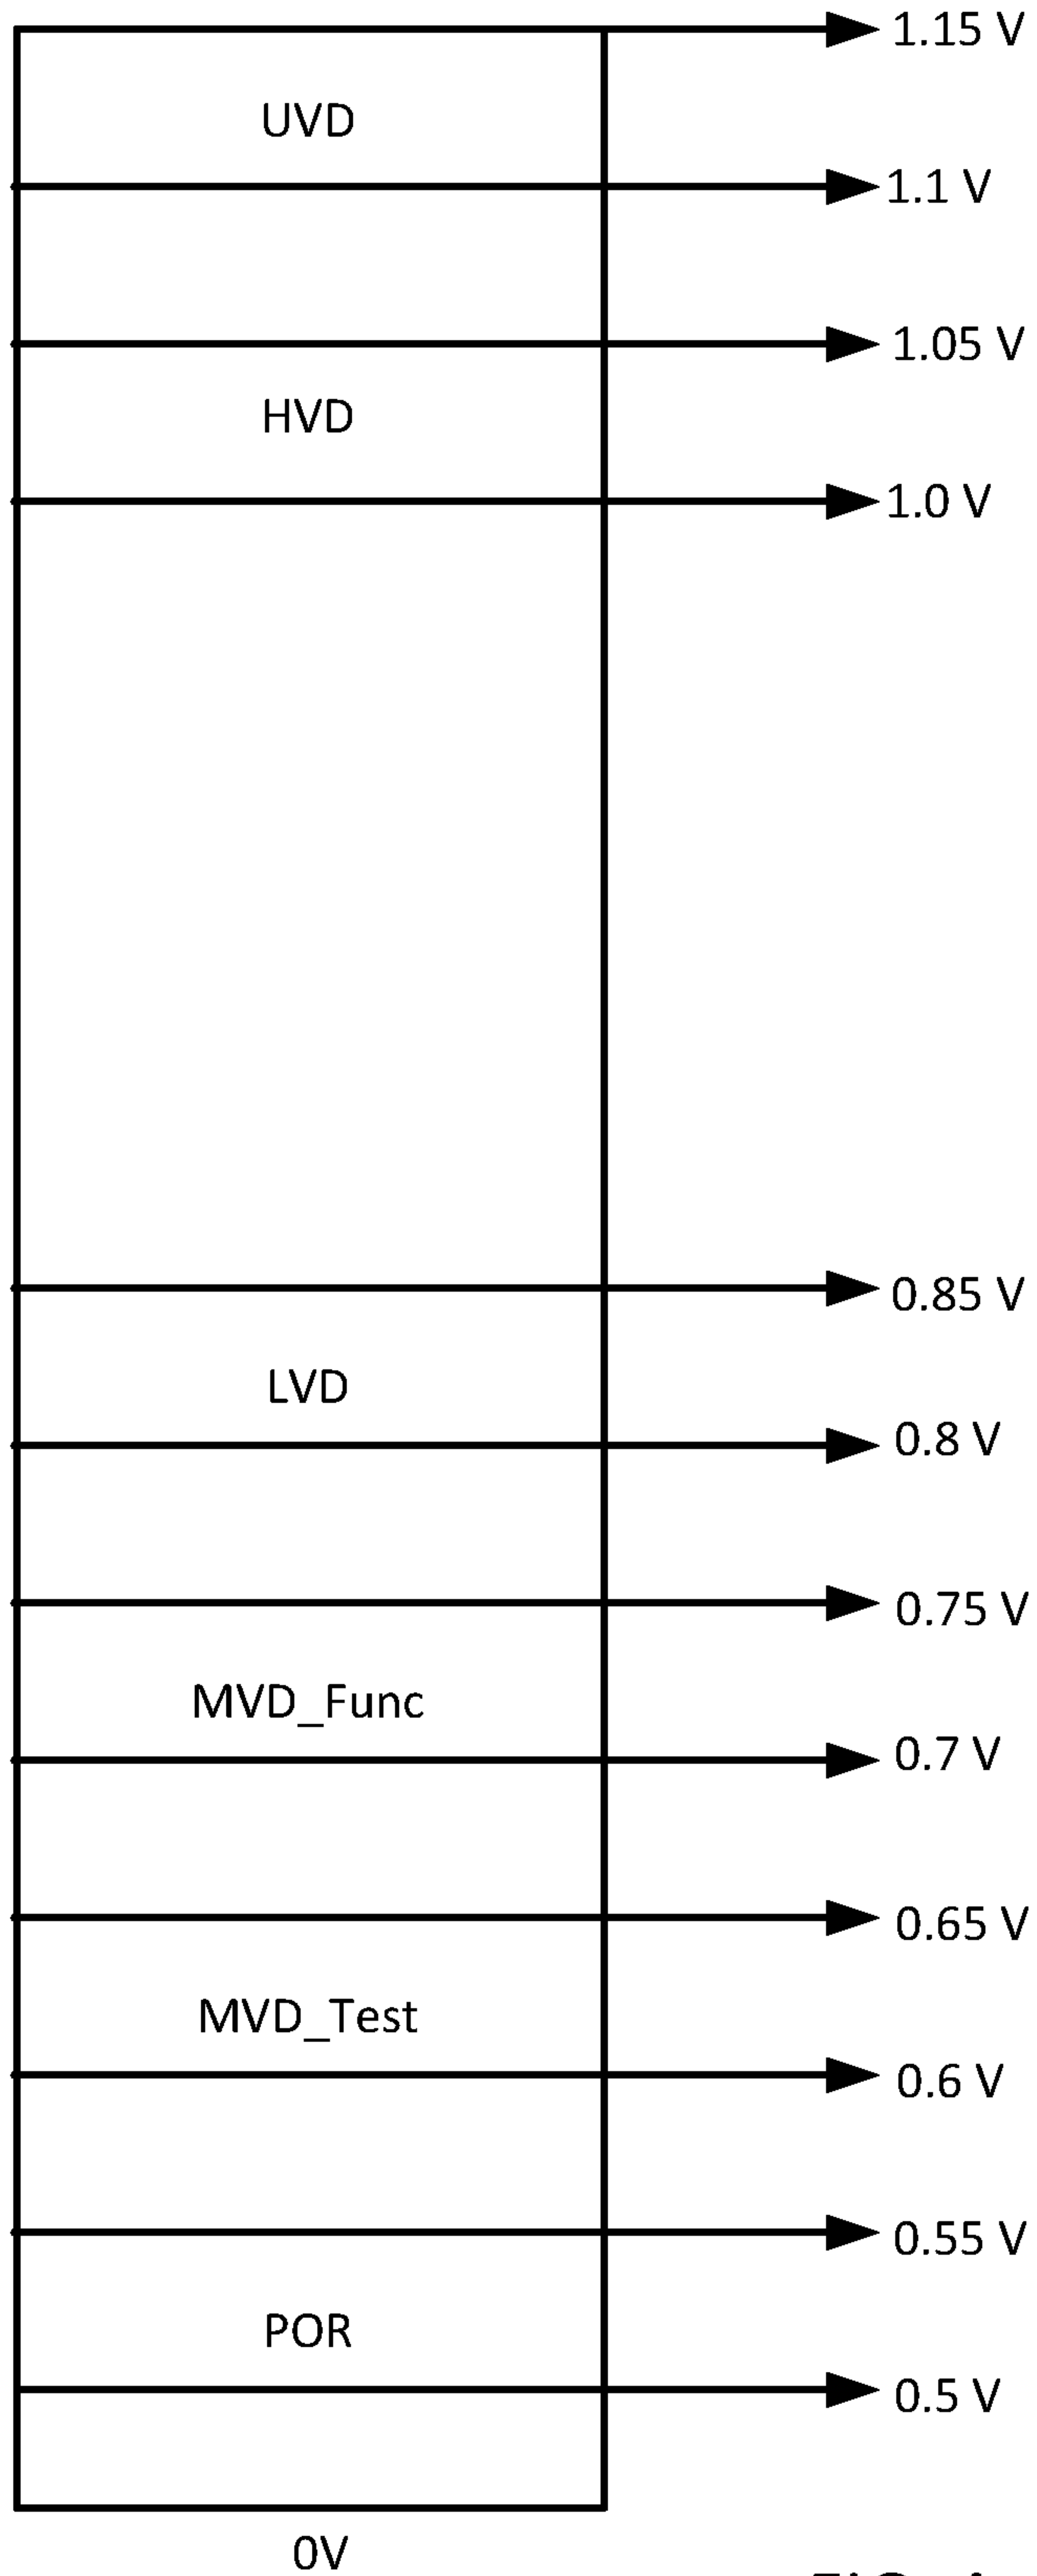 1.15 V
UVD
1.1 V
1.05 V
HVD
1.0 V
0.85 V
LVD
0.8 V
0.75 V
MVD_Func
0.7 V
0.65 V
MVD_Test
0.6 V
0.55 V
POR
0.5 V
0V